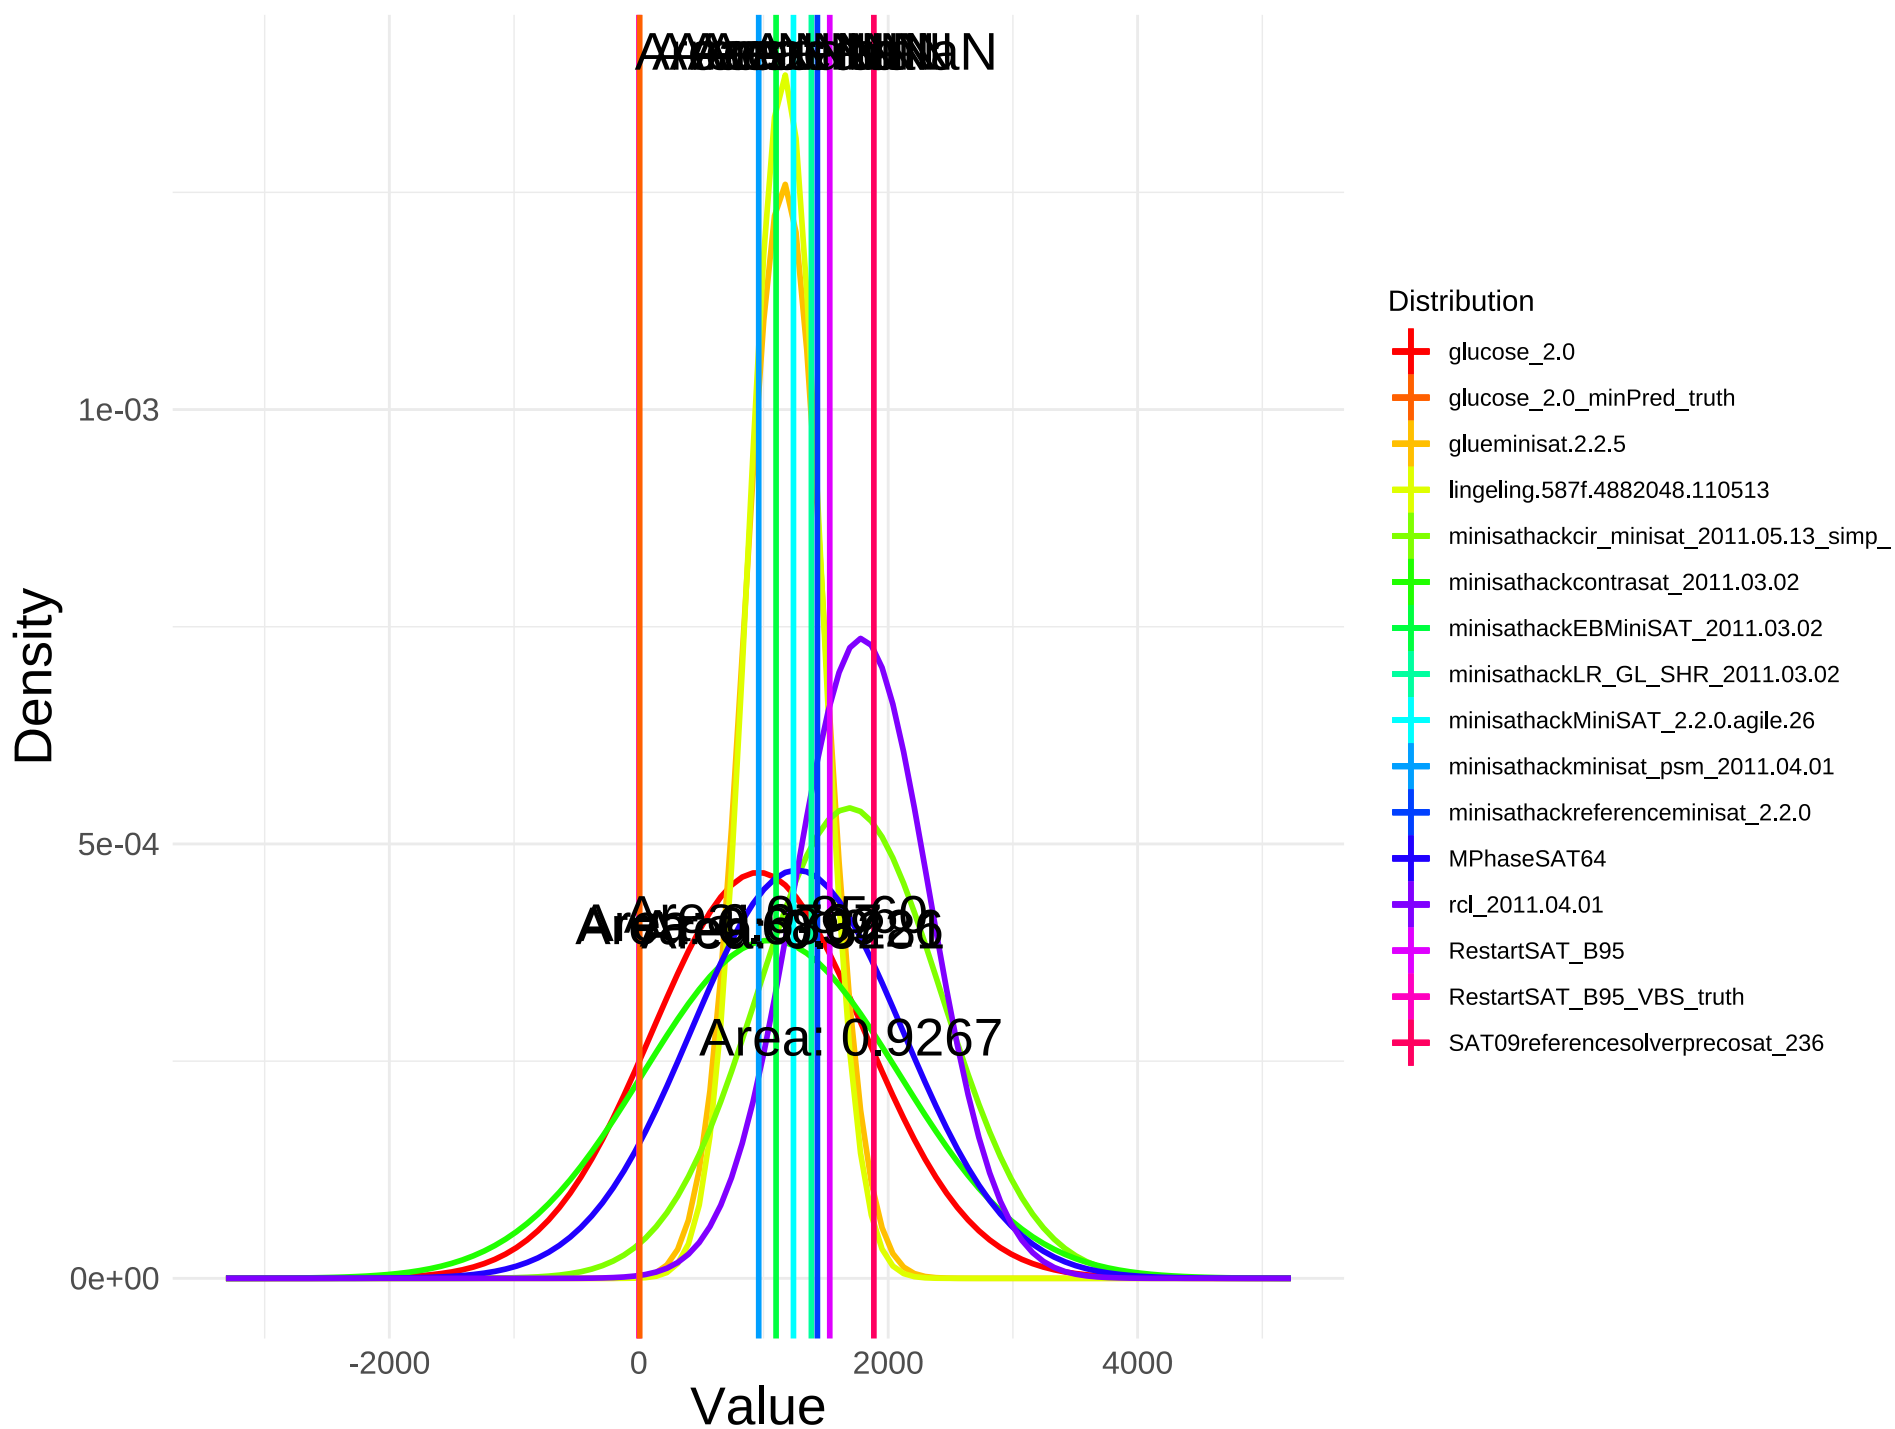 1e-03
5e-04
0e+00
Density
-2000
0
2000
4000
Value
Area: 0.9267
Distribution
glucose_2.0
glucose_2.0_minPred_truth
glueminisat.2.2.5
lingeling.587f.4882048.110513
minisathackcir_minisat_2011.05.13_simp_
minisathackcontrasat_2011.03.02
minisathackEBMiniSAT_2011.03.02
minisathackLR_GL_SHR_2011.03.02
minisathackMiniSAT_2.2.0.agile.26
minisathackminisat_psm_2011.04.01
minisathackreferenceminisat_2.2.0
MPhaseSAT64
rcl_2011.04.01
RestartSAT_B95
RestartSAT_B95_VBS_truth
SAT09referencesolverprecosat_236